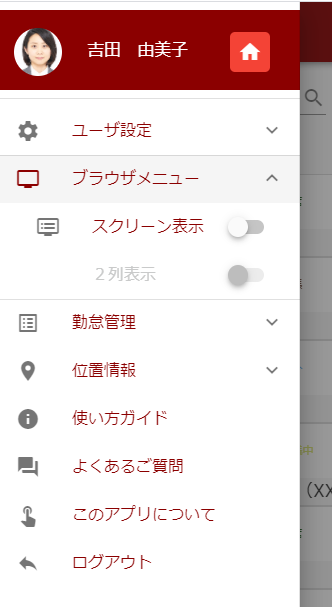 吉田　由美子
ユーザ設定
ブラウザメニュー
スクリーン表示
２列表示
勤怠管理
位置情報
使い方ガイド
よくあるご質問
このアプリについて
ログアウト
中
（XX